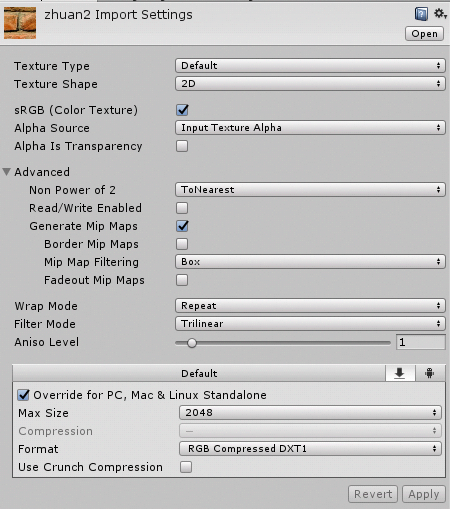 zhuan2 Import Settings
Open
Texture Type Default
Texture Shape 2D
sRGB (Color Texture)
Alpha Source Input Texture Alpha
Alpha Is Transparency
Advanced
Non Power of 2 ToNearest
Read/Write Enabled
Generate Mip Maps
Border Mip Maps
Mip Map Filtering Box
Fadeout Mip Maps
Wrap Mode Repeat
Filter Mode Trilinear
Aniso Level 1
Default
Override for PC, Mac & Linux Standalone
Max Size 2048
Compression —
Format RGB Compressed DXT1
Use Crunch Compression
Revert Apply